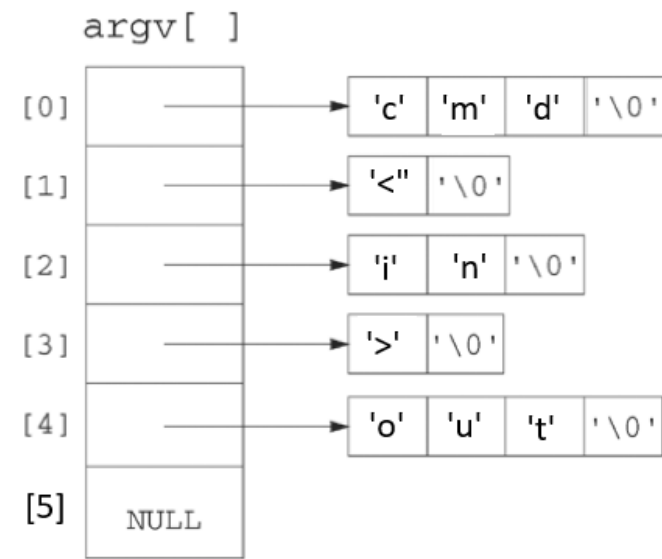 argv[ ]
[0] 'c' 'm' 'd' '\0'
[1] '<" '\0'
[2] 'i' 'n' '\0'
[3] '>' '\0'
[4] 'o' 'u' 't' '\0'
[5] NULL